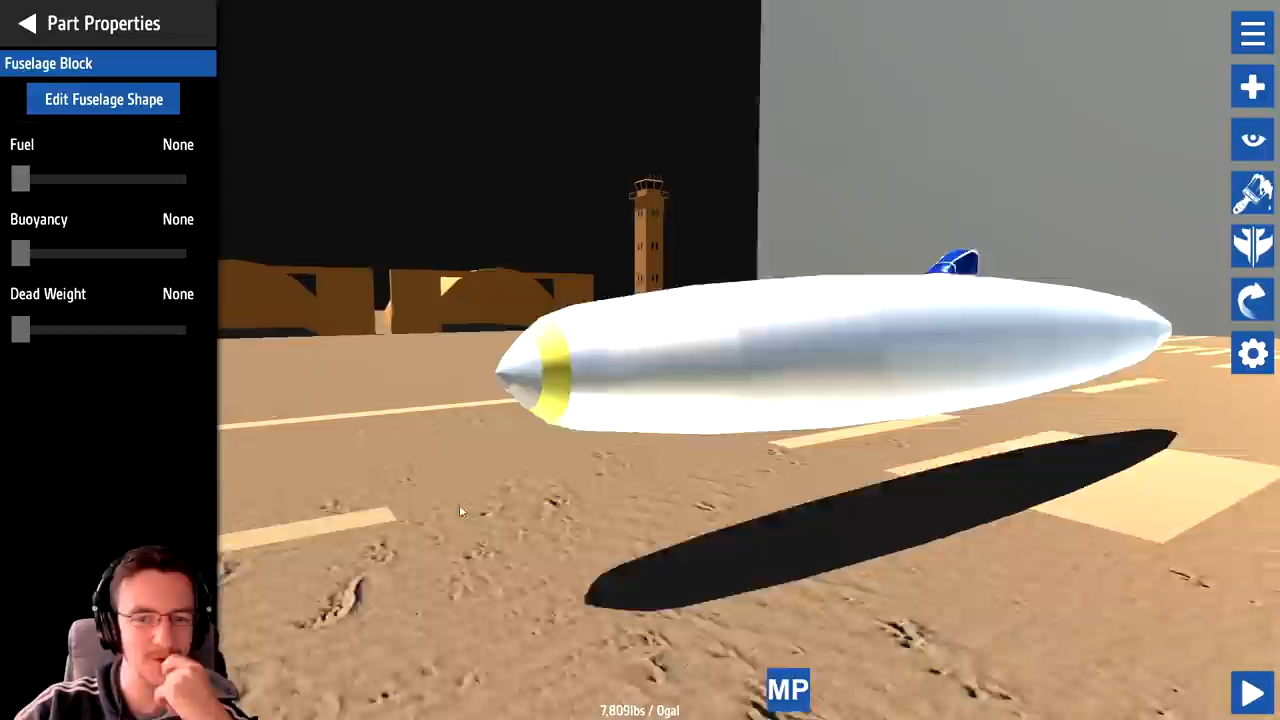 Part Properties
Fuselage Block
Edit Fuselage Shape
Fuel None
Buoyancy None
Dead Weight None
MP
7,809lbs / 0gal